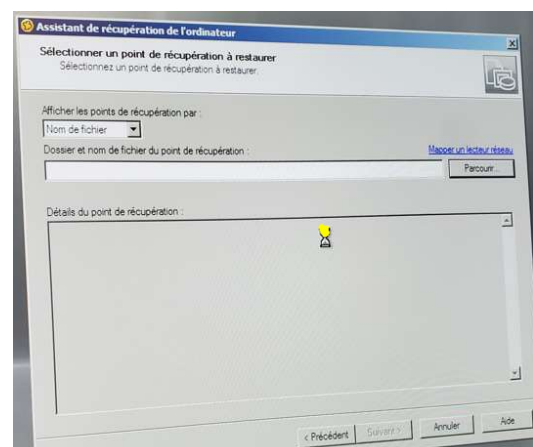 Assistant de récupération de l'ordinateur
Sélectionner un point de récupération à restaurer
Sélectionnez un point de récupération à restaurer.
Afficher les points de récupération par :
Nom de fichier
Dossier et nom de fichier du point de récupération :
Mapper un lecteur réseau
Parcourir...
Détails du point de récupération :
< Précédent
Suivant >
Annuler
Aide